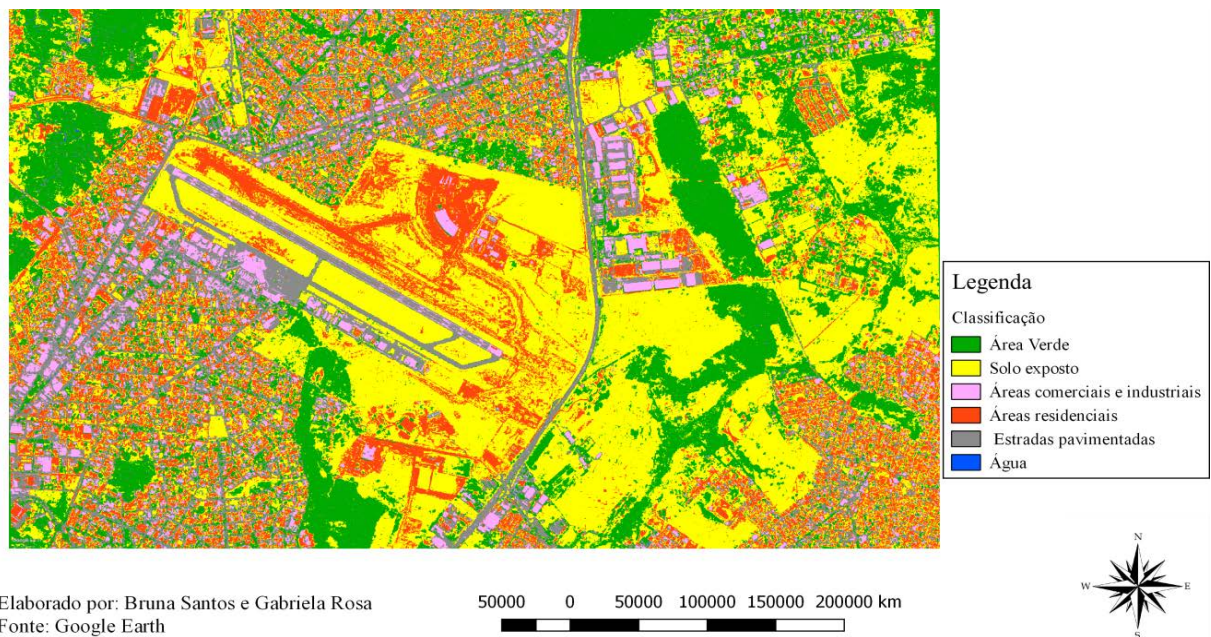 Legenda
Classificação
Área Verde
Solo exposto
Áreas comerciais e industriais
Áreas residenciais
Estradas pavimentadas
Água
N
W E
S
Elaborado por: Bruna Santos e Gabriela Rosa
Fonte: Google Earth
50000 0 50000 100000 150000 200000 km